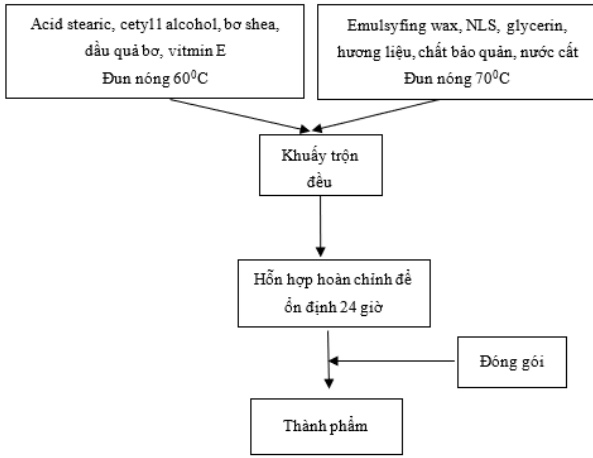 Acid stearic, cetyl1 alcohol, bơ shea,
dầu quả bơ, vitmin E
Đun nóng 60⁰C
Emulsyfing wax, NLS, glycerin,
hương liệu, chất bảo quản, nước cất
Đun nóng 70⁰C
Khuấy trộn
đều
Hỗn hợp hoàn chỉnh để
ổn định 24 giờ
Đóng gói
Thành phẩm